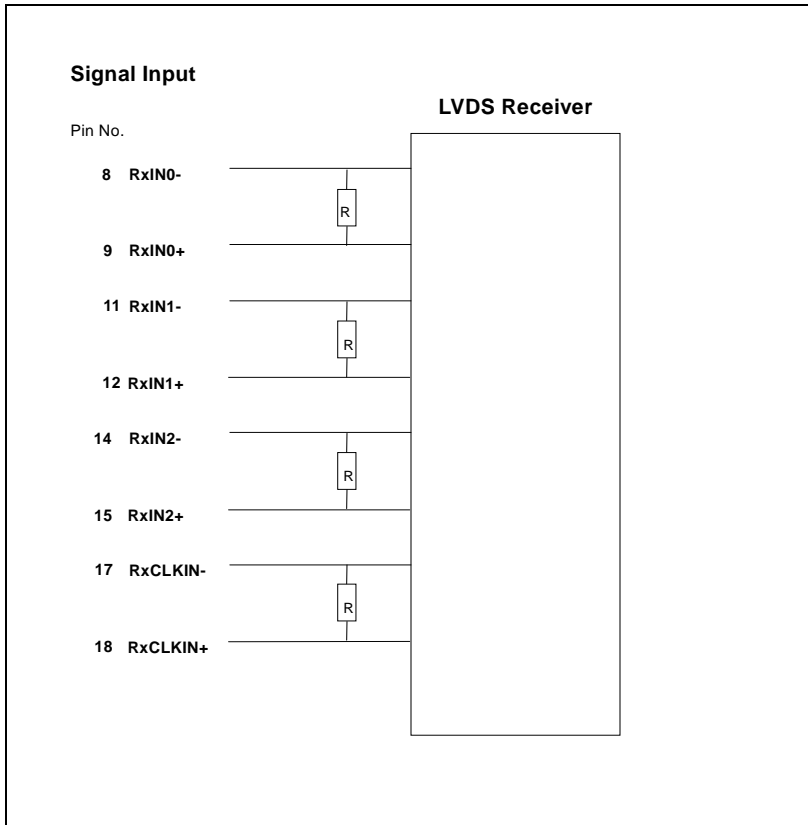 Signal Input
LVDS Receiver
Pin No.
8 RxIN0-
R
9 RxIN0+
11 RxIN1-
R
12 RxIN1+
14 RxIN2-
R
15 RxIN2+
17 RxCLKIN-
R
18 RxCLKIN+